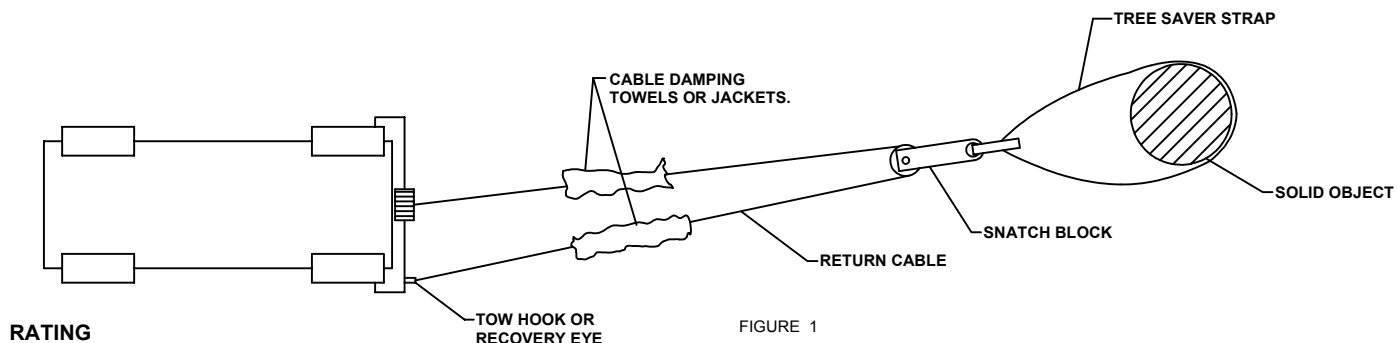 TREE SAVER STRAP
CABLE DAMPING
TOWELS OR JACKETS.
SOLID OBJECT
SNATCH BLOCK
RETURN CABLE
TOW HOOK OR
RECOVERY EYE
FIGURE 1
RATING